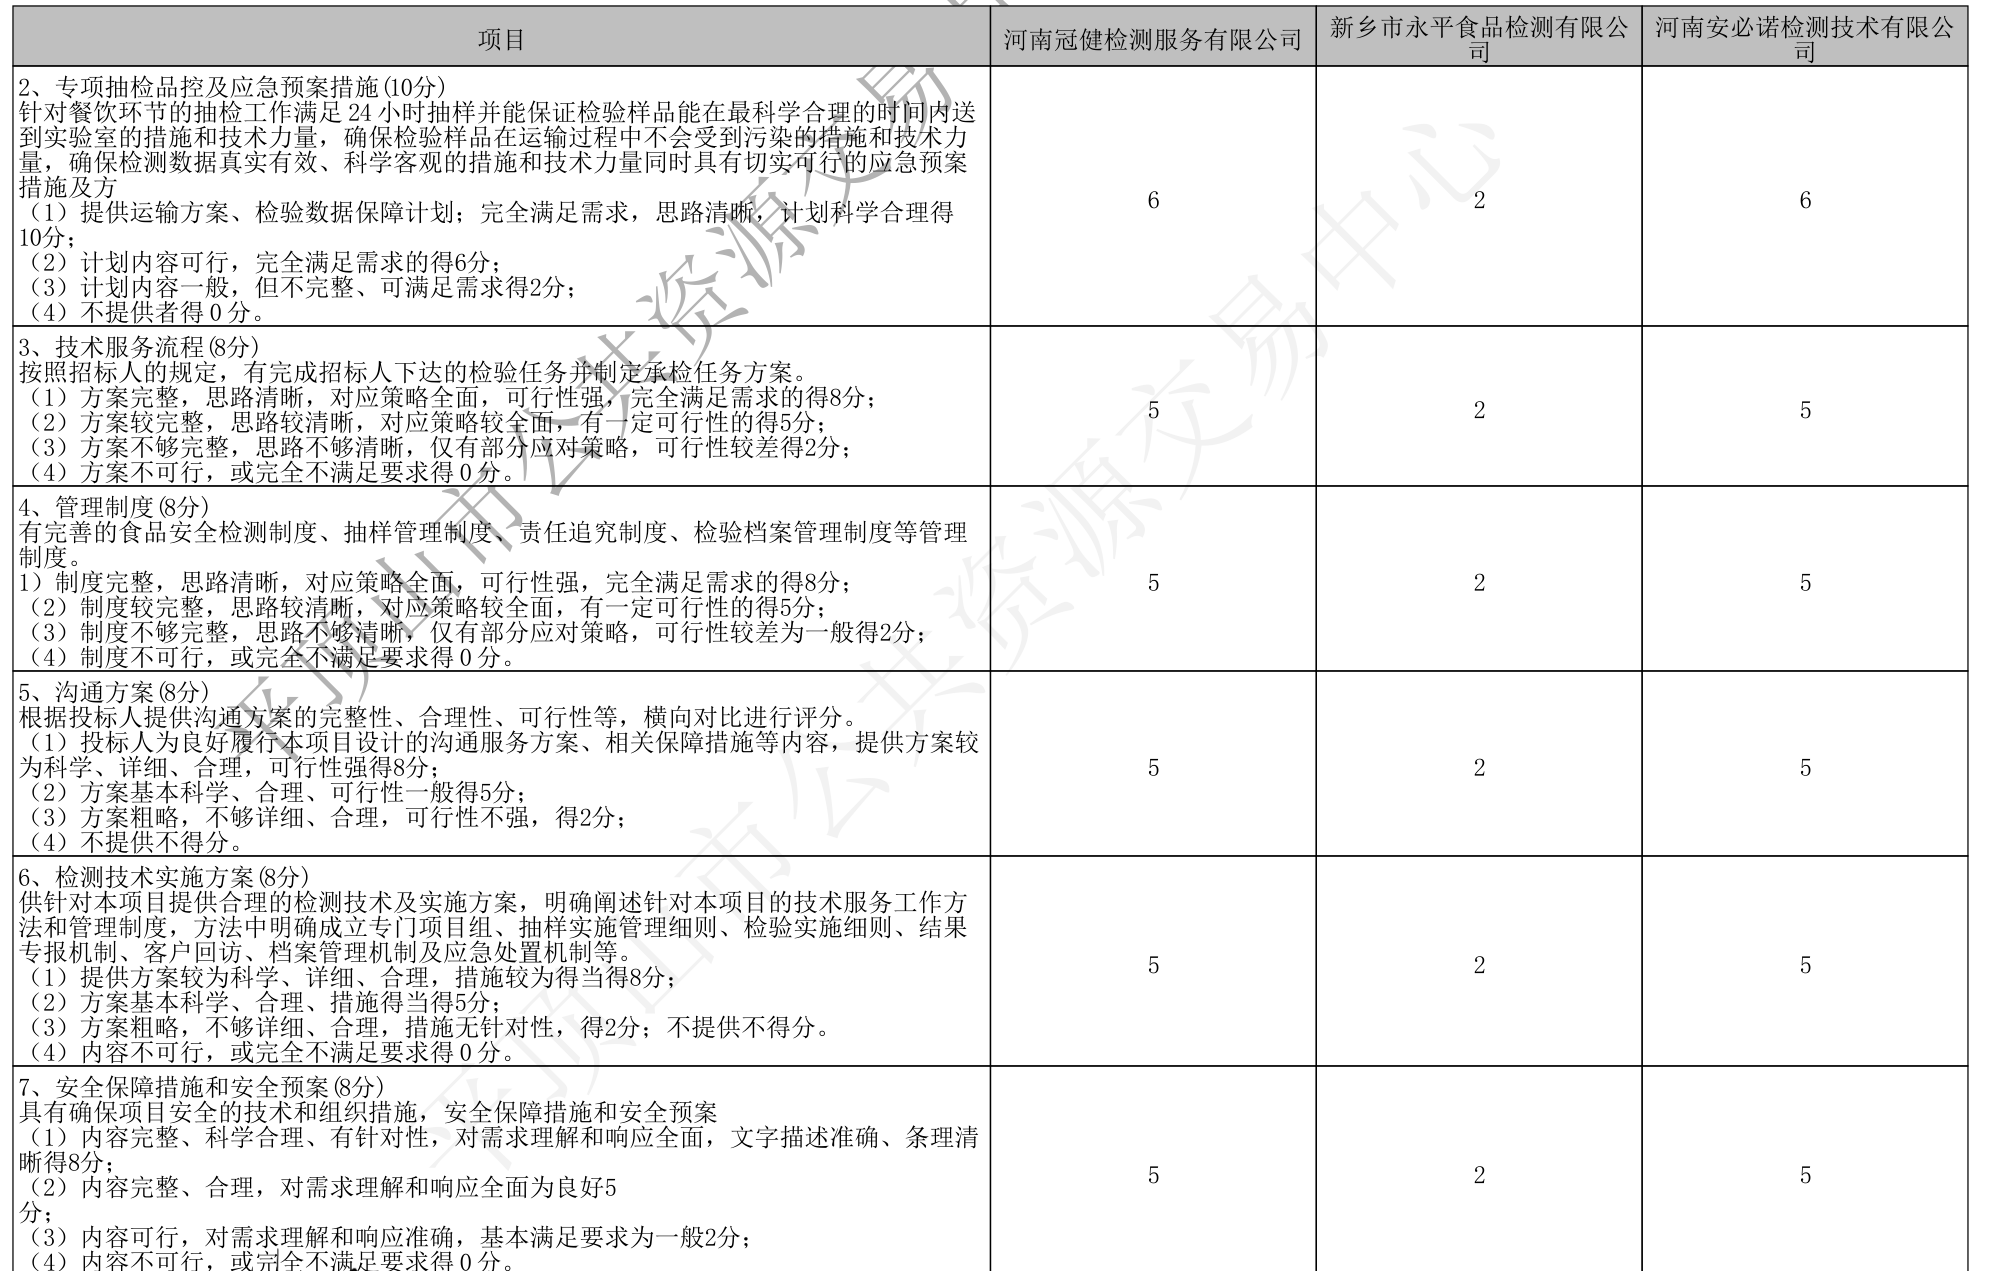 项目
河南冠健检测服务有限公司
新乡市永平食品检测有限公
司
河南安必诺检测技术有限公
司
2、专项抽检品控及应急预案措施(10分)
针对餐饮环节的抽检工作满足24小时抽样并能保证检验样品能在最科学合理的时间内送
到实验室的措施和技术力量，确保检验样品在运输过程中不会受到污染的措施和技术力
量，确保检测数据真实有效、科学客观的措施和技术力量同时具有切实可行的应急预案
措施及方
（1）提供运输方案、检验数据保障计划；完全满足需求，思路清晰，计划科学合理得
10分；
（2）计划内容可行，完全满足需求的得6分；
（3）计划内容一般，但不完整、可满足需求得2分；
（4）不提供者得０分。
6
2
6
3、技术服务流程(8分)
按照招标人的规定，有完成招标人下达的检验任务并制定承检任务方案。
（1）方案完整，思路清晰，对应策略全面，可行性强，完全满足需求的得8分；
（2）方案较完整，思路较清晰，对应策略较全面，有一定可行性的得5分；
（3）方案不够完整，思路不够清晰，仅有部分应对策略，可行性较差得2分；
（4）方案不可行，或完全不满足要求得０分。
5
2
5
4、管理制度(8分)
有完善的食品安全检测制度、抽样管理制度、责任追究制度、检验档案管理制度等管理
制度。
1）制度完整，思路清晰，对应策略全面，可行性强，完全满足需求的得8分；
（2）制度较完整，思路较清晰，对应策略较全面，有一定可行性的得5分；
（3）制度不够完整，思路不够清晰，仅有部分应对策略，可行性较差为一般得2分；
（4）制度不可行，或完全不满足要求得０分。
5
2
5
5、沟通方案(8分)
根据投标人提供沟通方案的完整性、合理性、可行性等，横向对比进行评分。
（1）投标人为良好履行本项目设计的沟通服务方案、相关保障措施等内容，提供方案较
为科学、详细、合理，可行性强得8分；
（2）方案基本科学、合理、可行性一般得5分；
（3）方案粗略，不够详细、合理，可行性不强，得2分；
（4）不提供不得分。
5
2
5
6、检测技术实施方案(8分)
供针对本项目提供合理的检测技术及实施方案，明确阐述针对本项目的技术服务工作方
法和管理制度，方法中明确成立专门项目组、抽样实施管理细则、检验实施细则、结果
专报机制、客户回访、档案管理机制及应急处置机制等。
（1）提供方案较为科学、详细、合理，措施较为得当得8分；
（2）方案基本科学、合理、措施得当得5分；
（3）方案粗略，不够详细、合理，措施无针对性，得2分；不提供不得分。
（4）内容不可行，或完全不满足要求得０分。
5
2
5
7、安全保障措施和安全预案(8分)
具有确保项目安全的技术和组织措施，安全保障措施和安全预案
（1）内容完整、科学合理、有针对性，对需求理解和响应全面，文字描述准确、条理清
晰得8分；
（2）内容完整、合理，对需求理解和响应全面为良好5
分；
（3）内容可行，对需求理解和响应准确，基本满足要求为一般2分；
（4）内容不可行，或完全不满足要求得０分。
5
2
5
平顶山市公共资源交易
平顶山市公共资源交易中心